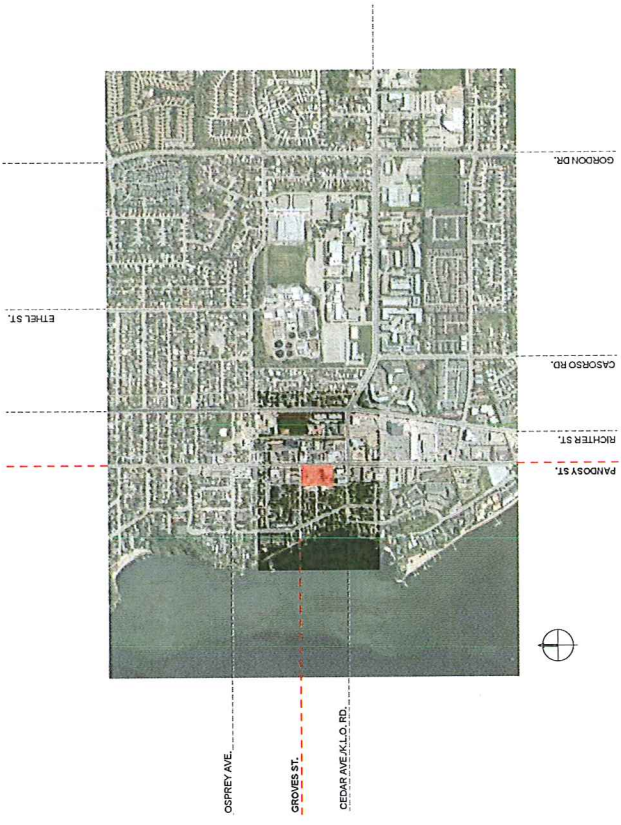 GORDON DR.
ETHEL ST.
CASORSO RD.
RICHTER ST.
PANDOSY ST.
OSPREY AVE.
GROVES ST.
CEDAR AVE./K.L.O. RD.